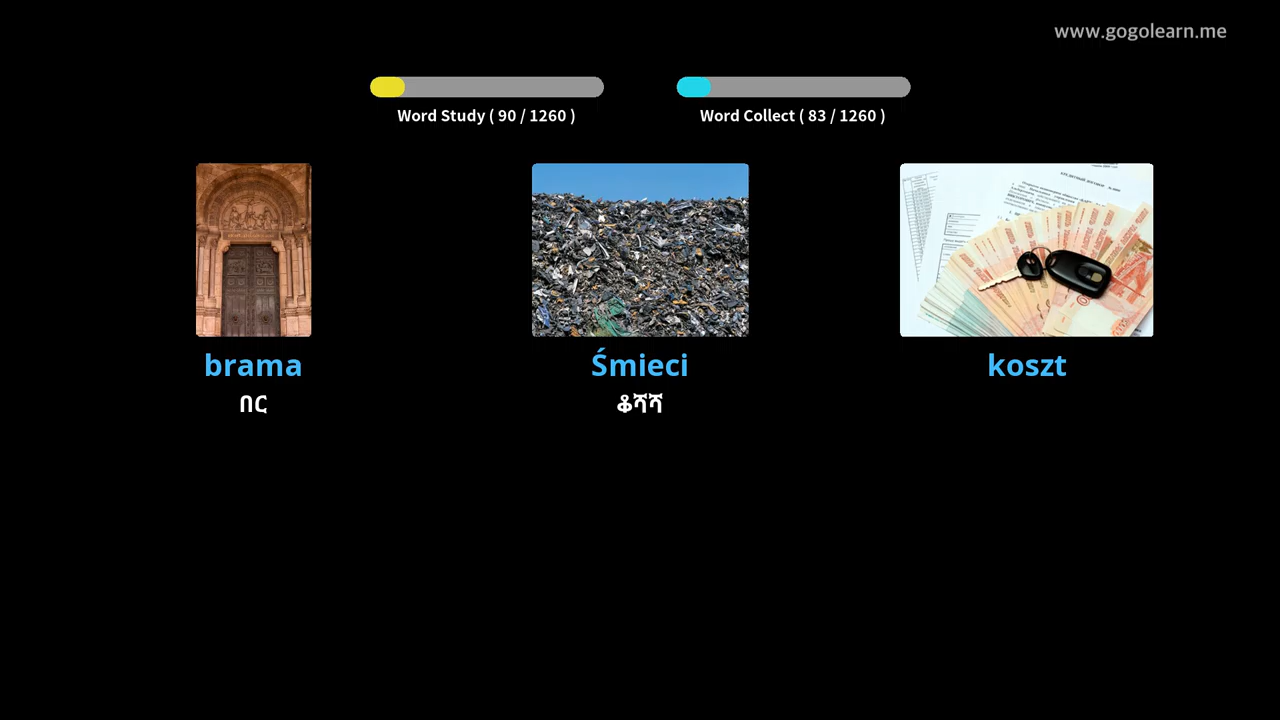 www.gogolearn.me
Word Study ( 90 / 1260 )
Word Collect ( 83 / 1260 )
brama
Śmieci
koszt
በር
ቆሻሻ